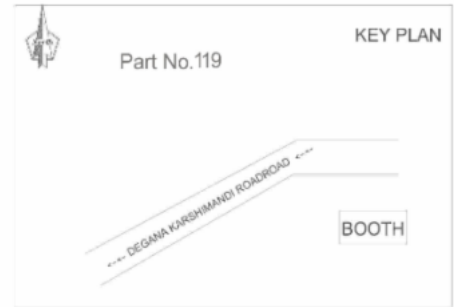 KEY PLAN
Part No.119
<--<-- DEGANA KARSHIMANDI ROADROAD <--<--
BOOTH